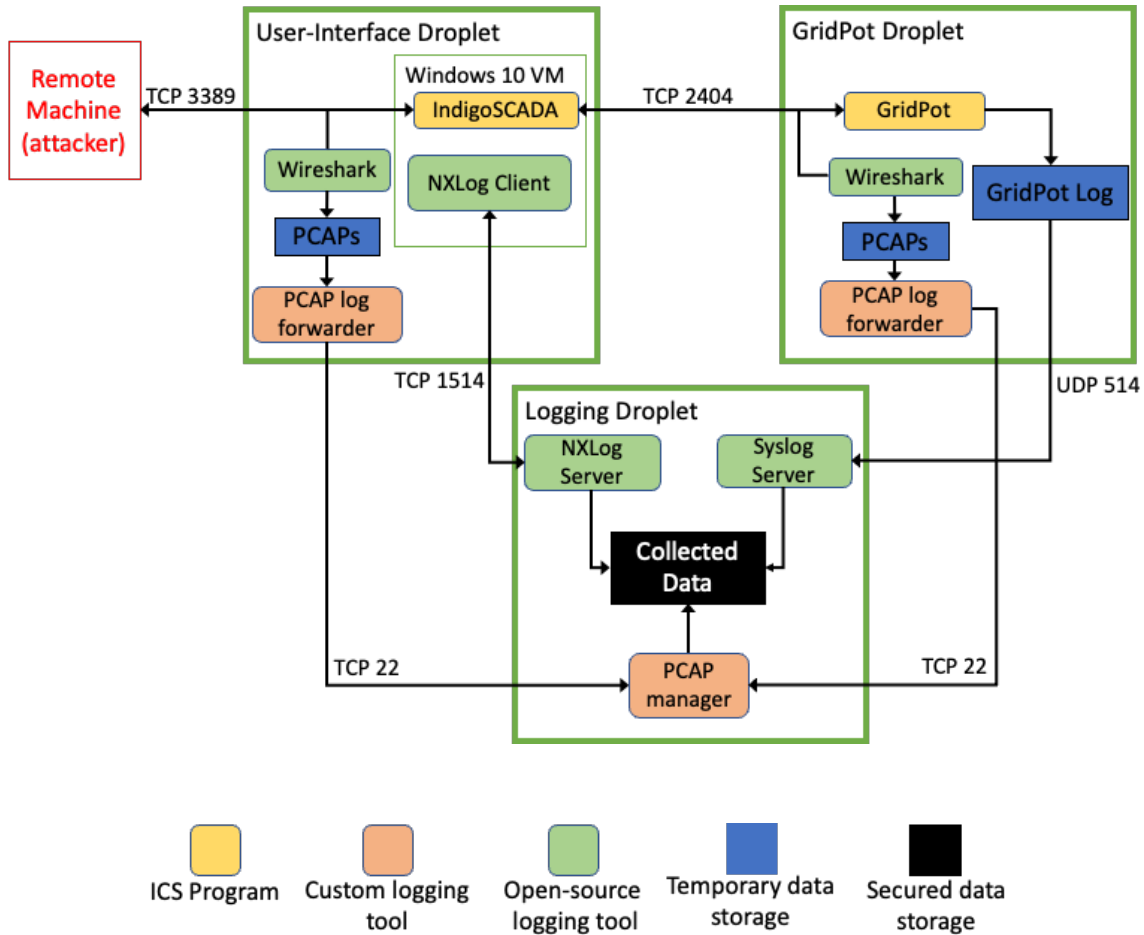 User-Interface Droplet
GridPot Droplet
Remote
Machine
(attacker)
TCP 3389
Windows 10 VM
IndigoSCADA
TCP 2404
GridPot
Wireshark
NXLog Client
Wireshark
GridPot Log
PCAPs
PCAPs
PCAP log
forwarder
PCAP log
forwarder
TCP 1514
UDP 514
Logging Droplet
NXLog
Server
Syslog
Server
Collected
Data
TCP 22
PCAP
manager
TCP 22
ICS Program
Custom logging
tool
Open-source
logging tool
Temporary data
storage
Secured data
storage